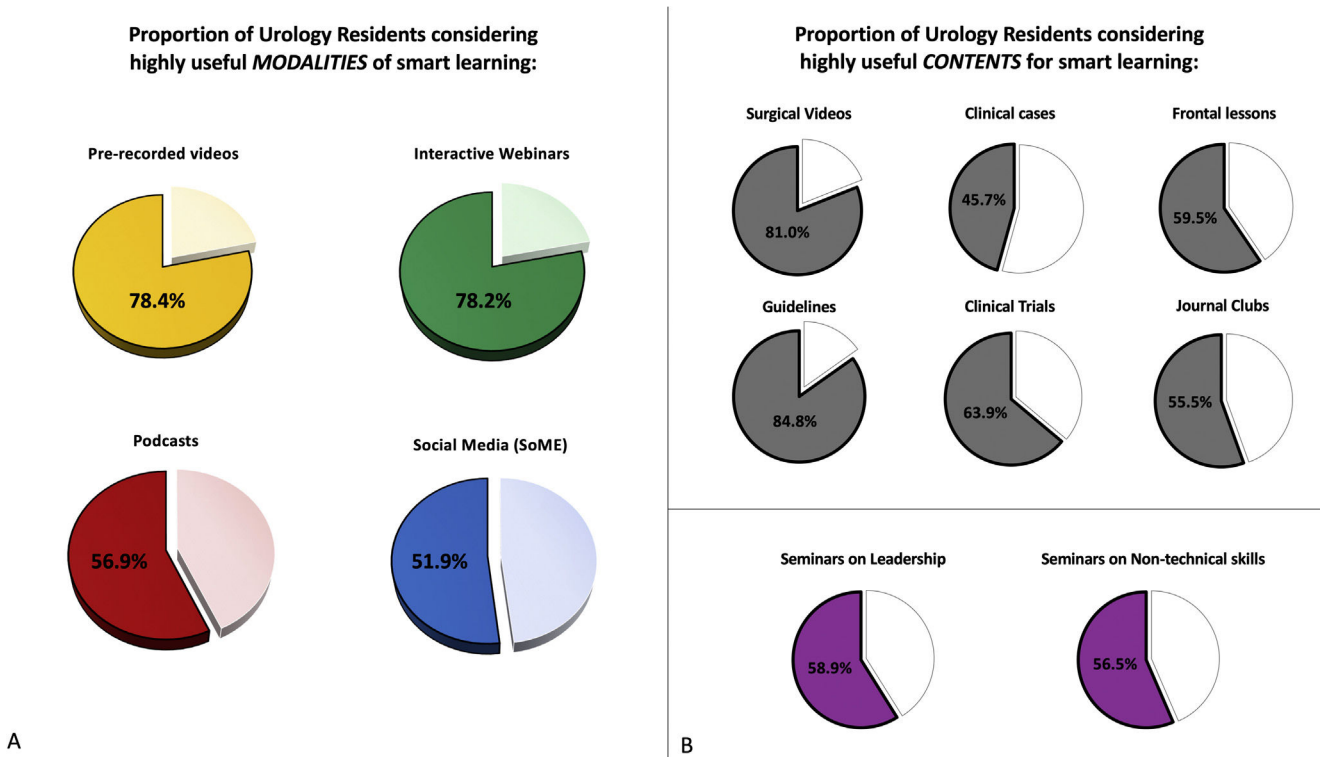 Proportion of Urology Residents considering
highly useful MODALITIES of smart learning:
Pre-recorded videos
78.4%
Interactive Webinars
78.2%
Podcasts
56.9%
Social Media (SoME)
51.9%
A
Proportion of Urology Residents considering
highly useful CONTENTS for smart learning:
Surgical Videos
81.0%
Clinical cases
45.7%
Frontal lessons
59.5%
Guidelines
84.8%
Clinical Trials
63.9%
Journal Clubs
55.5%
Seminars on Leadership
58.9%
Seminars on Non-technical skills
56.5%
B